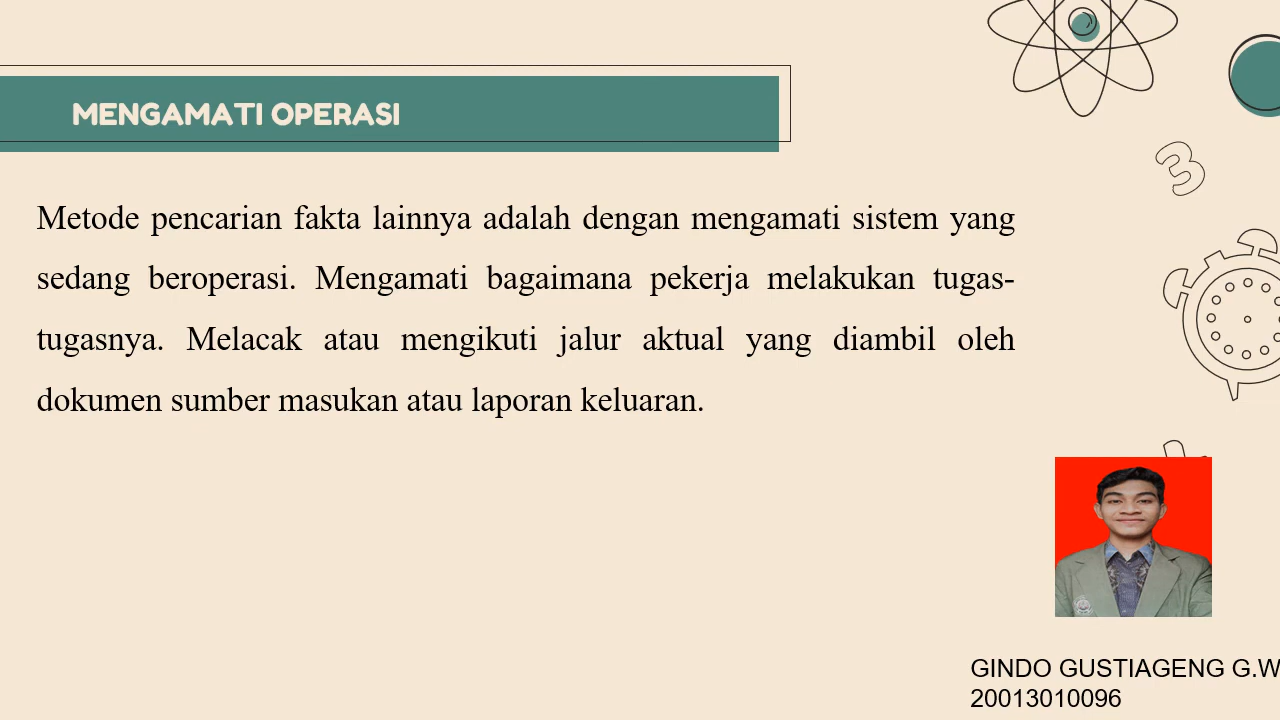 MENGAMATI OPERASI
Metode pencarian fakta lainnya adalah dengan mengamati sistem yang
sedang beroperasi. Mengamati bagaimana pekerja melakukan tugas-
tugasnya. Melacak atau mengikuti jalur aktual yang diambil oleh
dokumen sumber masukan atau laporan keluaran.
3
GINDO GUSTIAGENG G.W
20013010096